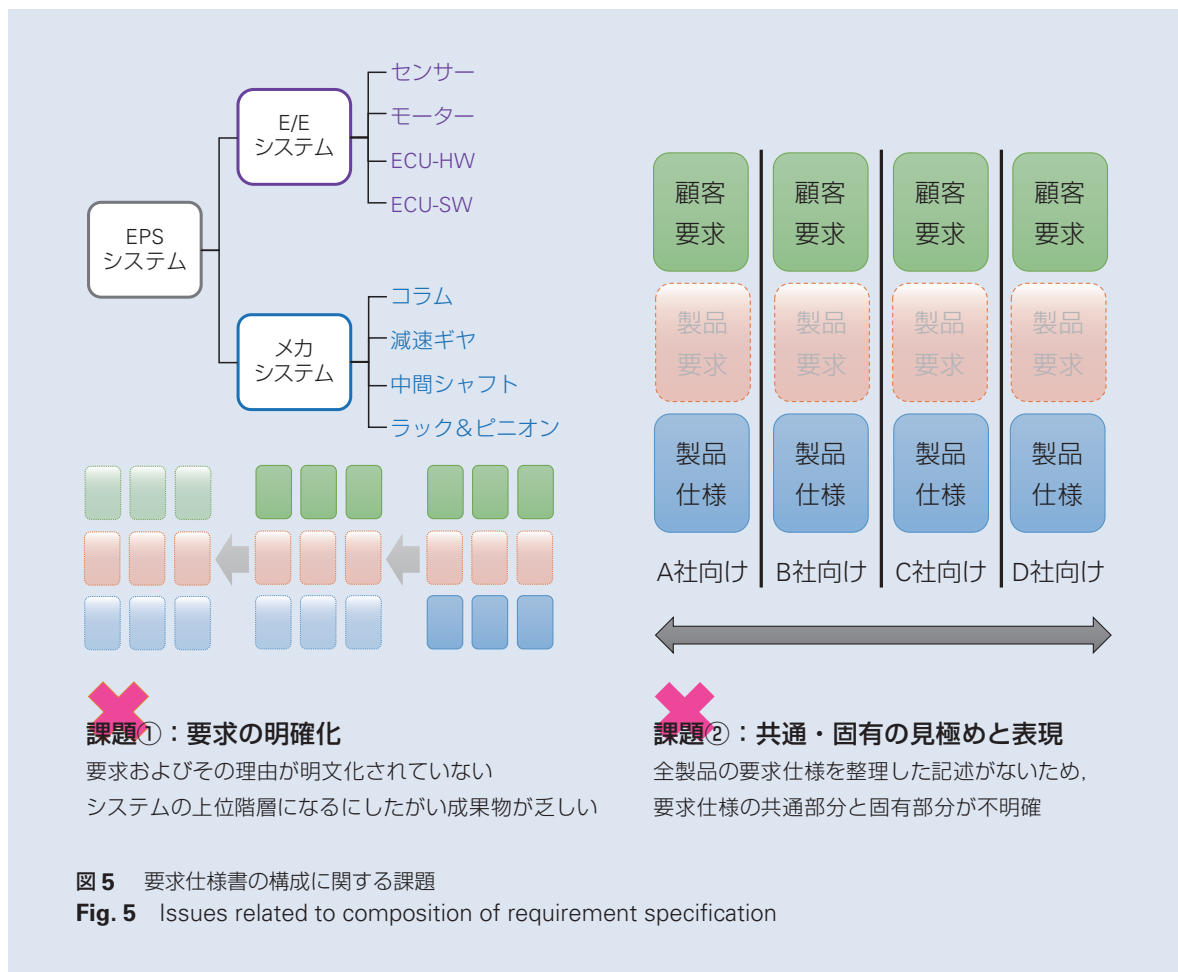 EPS
システム
E/E
システム
センサー
モーター
ECU-HW
ECU-SW
メカ
システム
コラム
減速ギヤ
中間シャフト
ラック＆ピニオン
課題①：要求の明確化
要求およびその理由が明文化されていない
システムの上位階層になるにしたがい成果物が乏しい
顧客
要求
顧客
要求
顧客
要求
顧客
要求
製品
要求
製品
要求
製品
要求
製品
要求
製品
仕様
製品
仕様
製品
仕様
製品
仕様
A社向け
B社向け
C社向け
D社向け
課題②：共通・固有の見極めと表現
全製品の要求仕様を整理した記述がないため，
要求仕様の共通部分と固有部分が不明確
図5 要求仕様書の構成に関する課題
Fig. 5 Issues related to composition of requirement specification